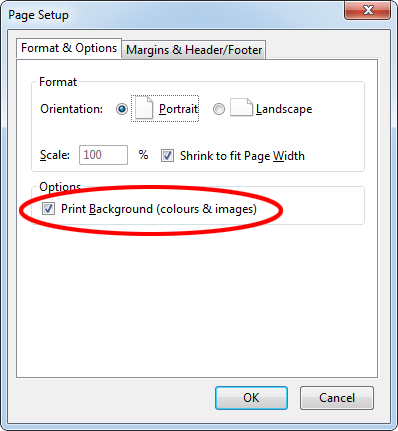 Page Setup
Format & Options
Margins & Header/Footer
Format
Orientation: Portrait Landscape
Scale: 100 % Shrink to fit Page Width
Options
Print Background (colours & images)
OK Cancel